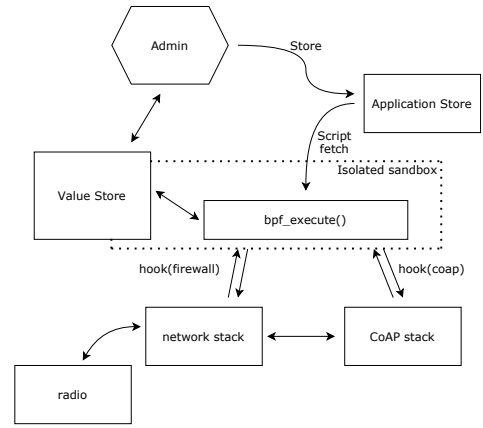 Admin
Store
Application Store
Script
fetch
Isolated sandbox
Value Store
bpf_execute()
hook(firewall)
hook(coap)
network stack
CoAP stack
radio